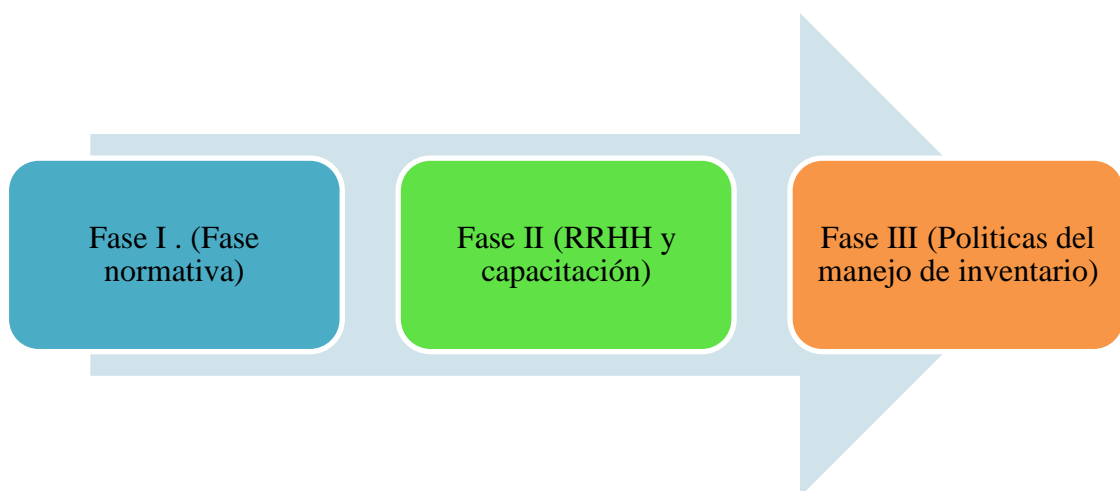 Fase I . (Fase
normativa)
Fase II (RRHH y
capacitación)
Fase III (Politicas del
manejo de inventario)